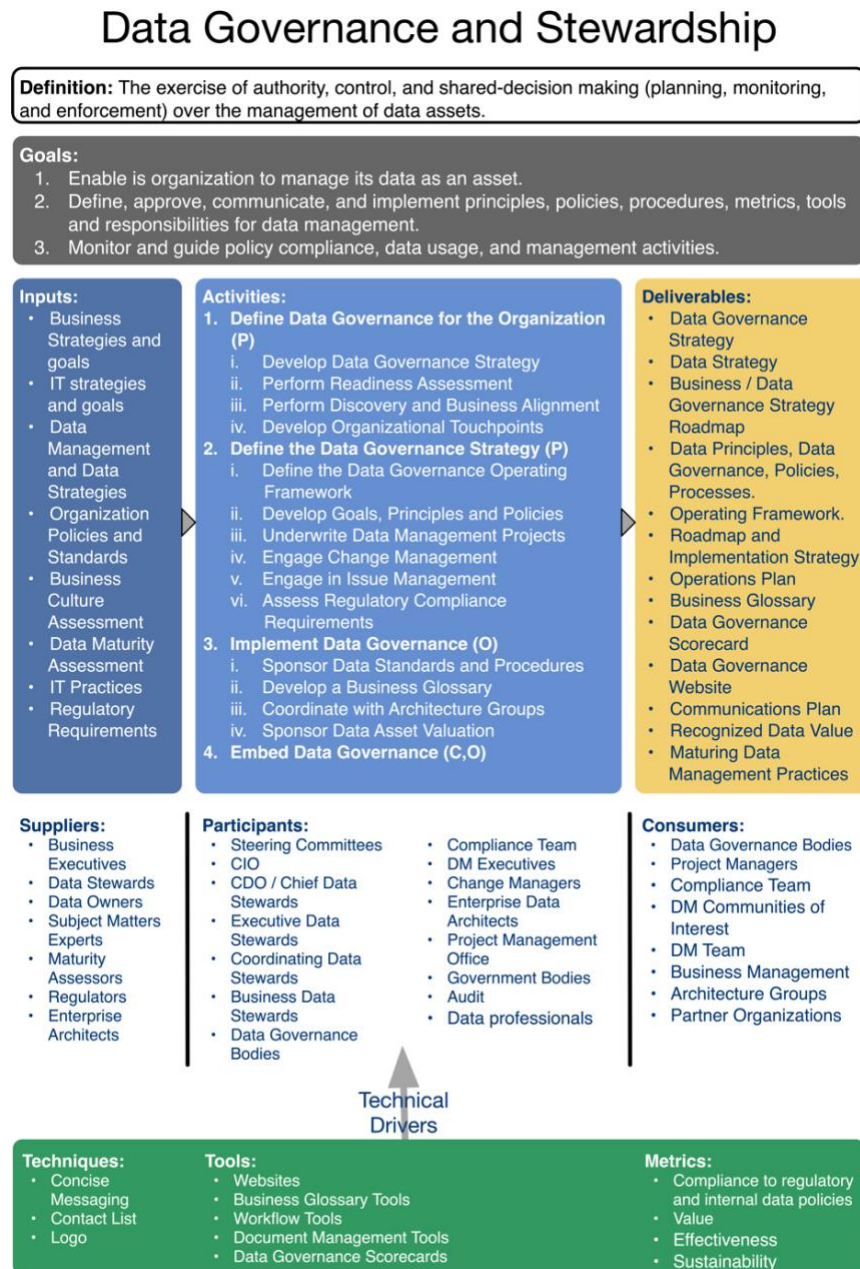 Data Governance and Stewardship
Definition: The exercise of authority, control, and shared-decision making (planning, monitoring,
and enforcement) over the management of data assets.
Goals:
1. Enable is organization to manage its data as an asset.
2. Define, approve, communicate, and implement principles, policies, procedures, metrics, tools
and responsibilities for data management.
3. Monitor and guide policy compliance, data usage, and management activities.
Inputs:
• Business
Strategies and
goals
• IT strategies
and goals
• Data
Management
and Data
Strategies
• Organization
Policies and
Standards
• Business
Culture
Assessment
• Data Maturity
Assessment
• IT Practices
• Regulatory
Requirements
Activities:
1. Define Data Governance for the Organization
(P)
i. Develop Data Governance Strategy
ii. Perform Readiness Assessment
iii. Perform Discovery and Business Alignment
iv. Develop Organizational Touchpoints
2. Define the Data Governance Strategy (P)
i. Define the Data Governance Operating
Framework
ii. Develop Goals, Principles and Policies
iii. Underwrite Data Management Projects
iv. Engage Change Management
v. Engage in Issue Management
vi. Assess Regulatory Compliance
Requirements
3. Implement Data Governance (O)
i. Sponsor Data Standards and Procedures
ii. Develop a Business Glossary
iii. Coordinate with Architecture Groups
iv. Sponsor Data Asset Valuation
4. Embed Data Governance (C,O)
Deliverables:
• Data Governance
Strategy
• Data Strategy
• Business / Data
Governance Strategy
Roadmap
• Data Principles, Data
Governance, Policies,
Processes.
• Operating Framework.
• Roadmap and
Implementation Strategy
• Operations Plan
• Business Glossary
• Data Governance
Scorecard
• Data Governance
Website
• Communications Plan
• Recognized Data Value
• Maturing Data
Management Practices
Suppliers:
• Business
Executives
• Data Stewards
• Data Owners
• Subject Matters
Experts
• Maturity
Assessors
• Regulators
• Enterprise
Architects
Participants:
• Steering Committees
• CIO
• CDO / Chief Data
Stewards
• Executive Data
Stewards
• Coordinating Data
Stewards
• Business Data
Stewards
• Data Governance
Bodies
• Compliance Team
• DM Executives
• Change Managers
• Enterprise Data
Architects
• Project Management
Office
• Government Bodies
• Audit
• Data professionals
Consumers:
• Data Governance Bodies
• Project Managers
• Compliance Team
• DM Communities of
Interest
• DM Team
• Business Management
• Architecture Groups
• Partner Organizations
Technical
Drivers
Techniques:
• Concise
Messaging
• Contact List
• Logo
Tools:
• Websites
• Business Glossary Tools
• Workflow Tools
• Document Management Tools
• Data Governance Scorecards
Metrics:
• Compliance to regulatory
and internal data policies
• Value
• Effectiveness
• Sustainability